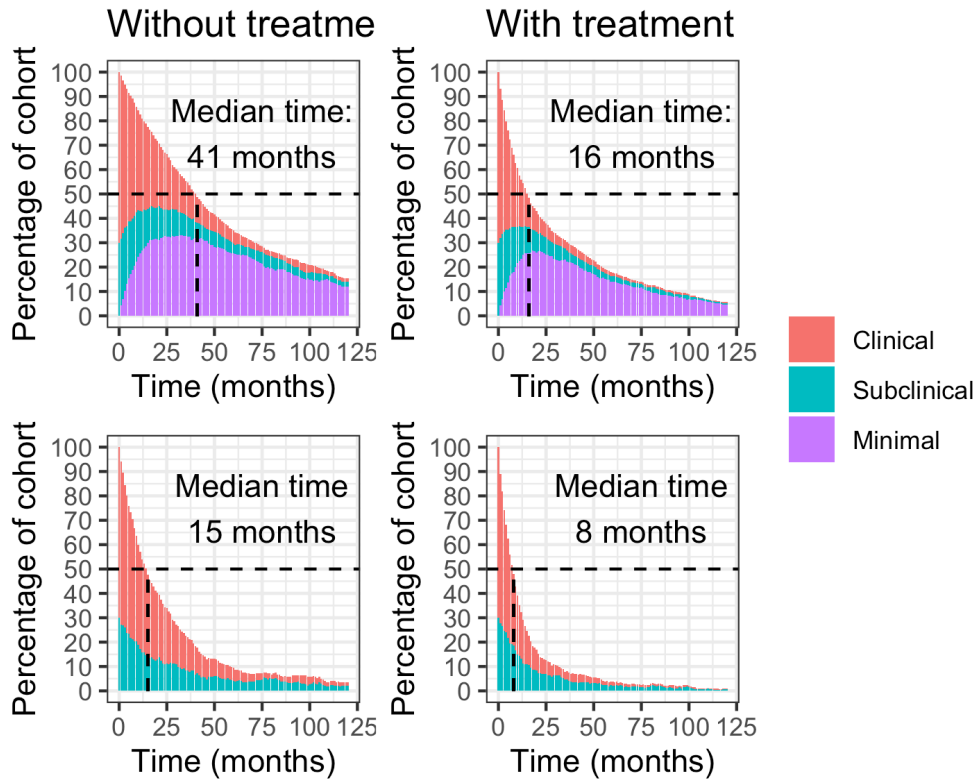 Without treatme
With treatment
Percentage of cohort
100
90
80
70
60
50
40
30
20
10
0
Median time:
41 months
0 25 50 75 100 125
Time (months)
Percentage of cohort
100
90
80
70
60
50
40
30
20
10
0
Median time:
16 months
0 25 50 75 100 125
Time (months)
Clinical
Subclinical
Minimal
Percentage of cohort
100
90
80
70
60
50
40
30
20
10
0
Median time
15 months
0 25 50 75 100 125
Time (months)
Percentage of cohort
100
90
80
70
60
50
40
30
20
10
0
Median time
8 months
0 25 50 75 100 125
Time (months)